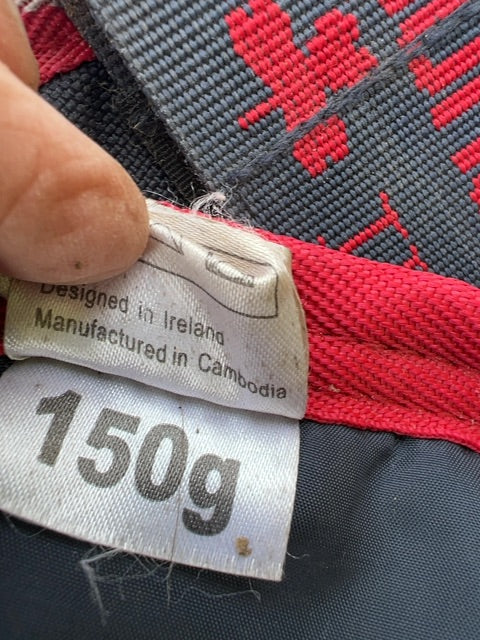 Designed in Ireland
Manufactured in Cambodia
150g